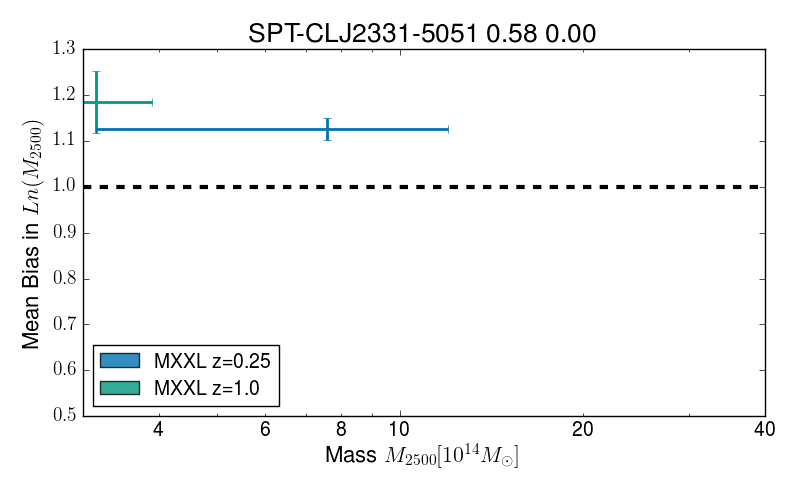 SPT-CLJ2331-5051 0.58 0.00
1.3
1.2
1.1
1.0
0.9
0.8
0.7
0.6
0.5
Mean Bias in Ln(M₂₅₀₀)
MXXL z=0.25
MXXL z=1.0
4 6 8 10 20 40
Mass M₂₅₀₀[10¹⁴M⊙]